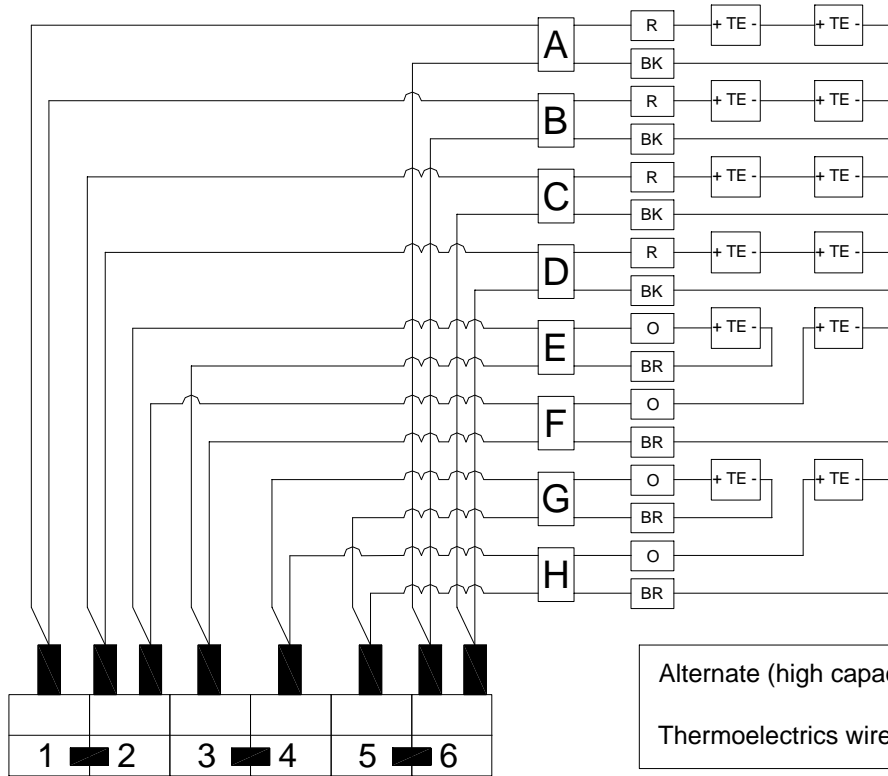 R + TE - + TE -
A
BK
R + TE - + TE -
B
BK
R + TE - + TE -
C
BK
R + TE - + TE -
D
BK
O + TE - + TE -
E
BR
O
F
BR
O + TE - + TE -
G
BR
O
H
BR
Alternate (high capac
Thermoelectrics wire
1 2 3 4 5 6